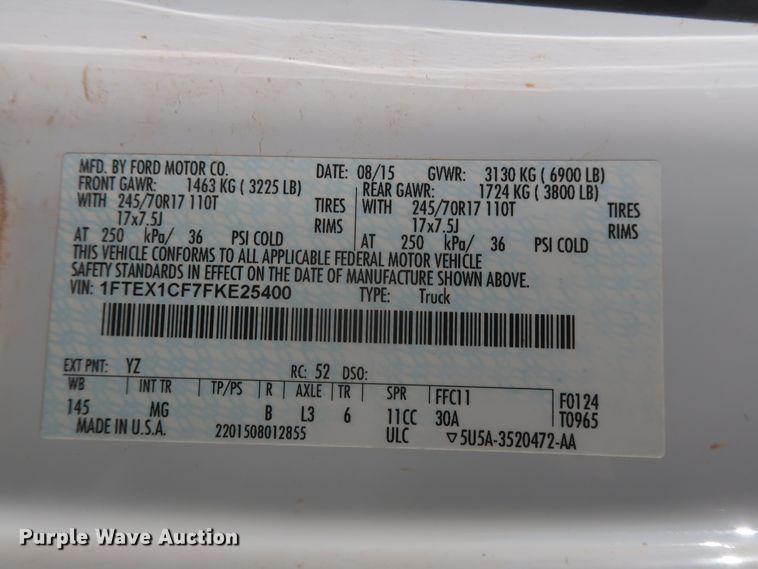 MFD. BY FORD MOTOR CO. DATE: 08/15 GVWR: 3130 KG ( 6900 LB)
FRONT GAWR: 1463 KG ( 3225 LB) REAR GAWR: 1724 KG ( 3800 LB)
WITH 245/70R17 110T TIRES WITH 245/70R17 110T TIRES
17x7.5J RIMS 17x7.5J RIMS
AT 250 kPa/ 36 PSI COLD AT 250 kPa/ 36 PSI COLD
THIS VEHICLE CONFORMS TO ALL APPLICABLE FEDERAL MOTOR VEHICLE
SAFETY STANDARDS IN EFFECT ON THE DATE OF MANUFACTURE SHOWN ABOVE.
VIN: 1FTEX1CF7FKE25400 TYPE: Truck
EXT PNT: YZ RC: 52 DSO:
WB INT TR TP/PS R AXLE TR SPR FFC11 F0124
145 MG B L3 6 11CC 30A T0965
MADE IN U.S.A. 2201508012855 ULC ▽5U5A-3520472-AA
Purple Wave Auction